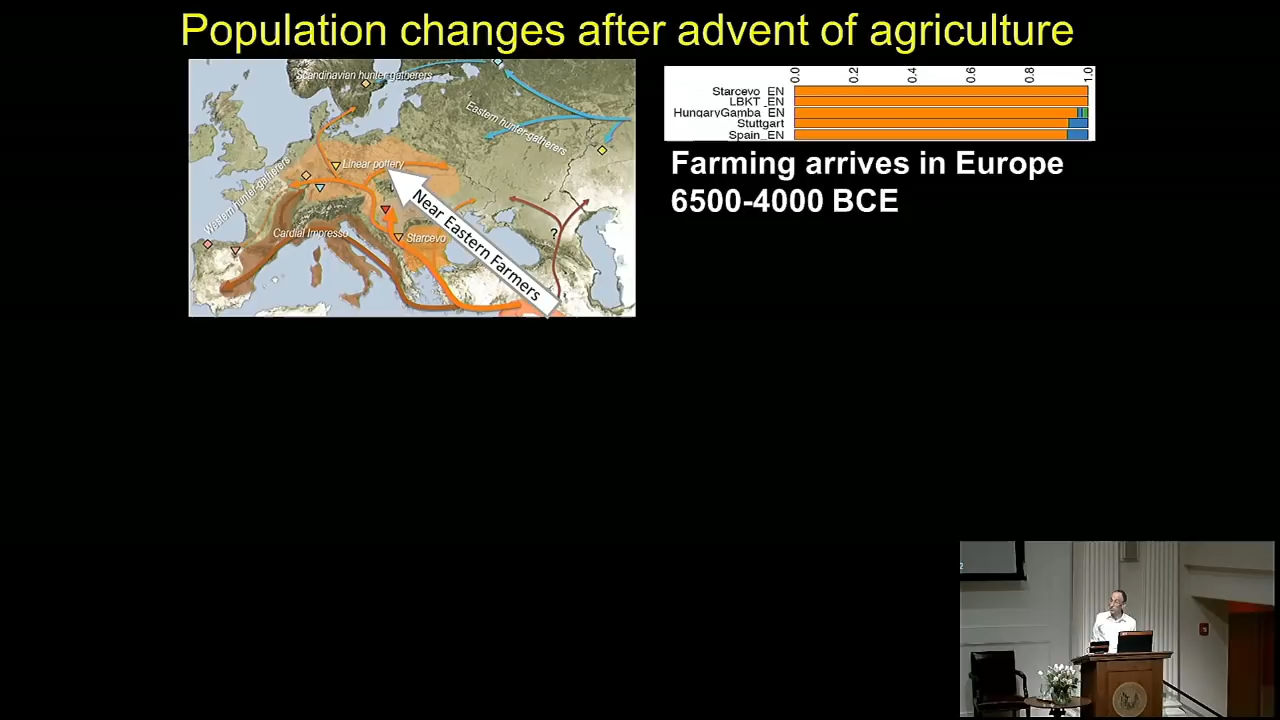 Population changes after advent of agriculture
Scandinavian hunter-gatherers
Eastern hunter-gatherers
Western hunter-gatherers
Linear pottery
Cardial Impresso
Starcevo
Near Eastern Farmers
?
0.0 0.2 0.4 0.6 0.8 1.0
Starcevo_EN
LBKT_EN
HungaryGamba_EN
Stuttgart
Spain_EN
Farming arrives in Europe
6500-4000 BCE
2